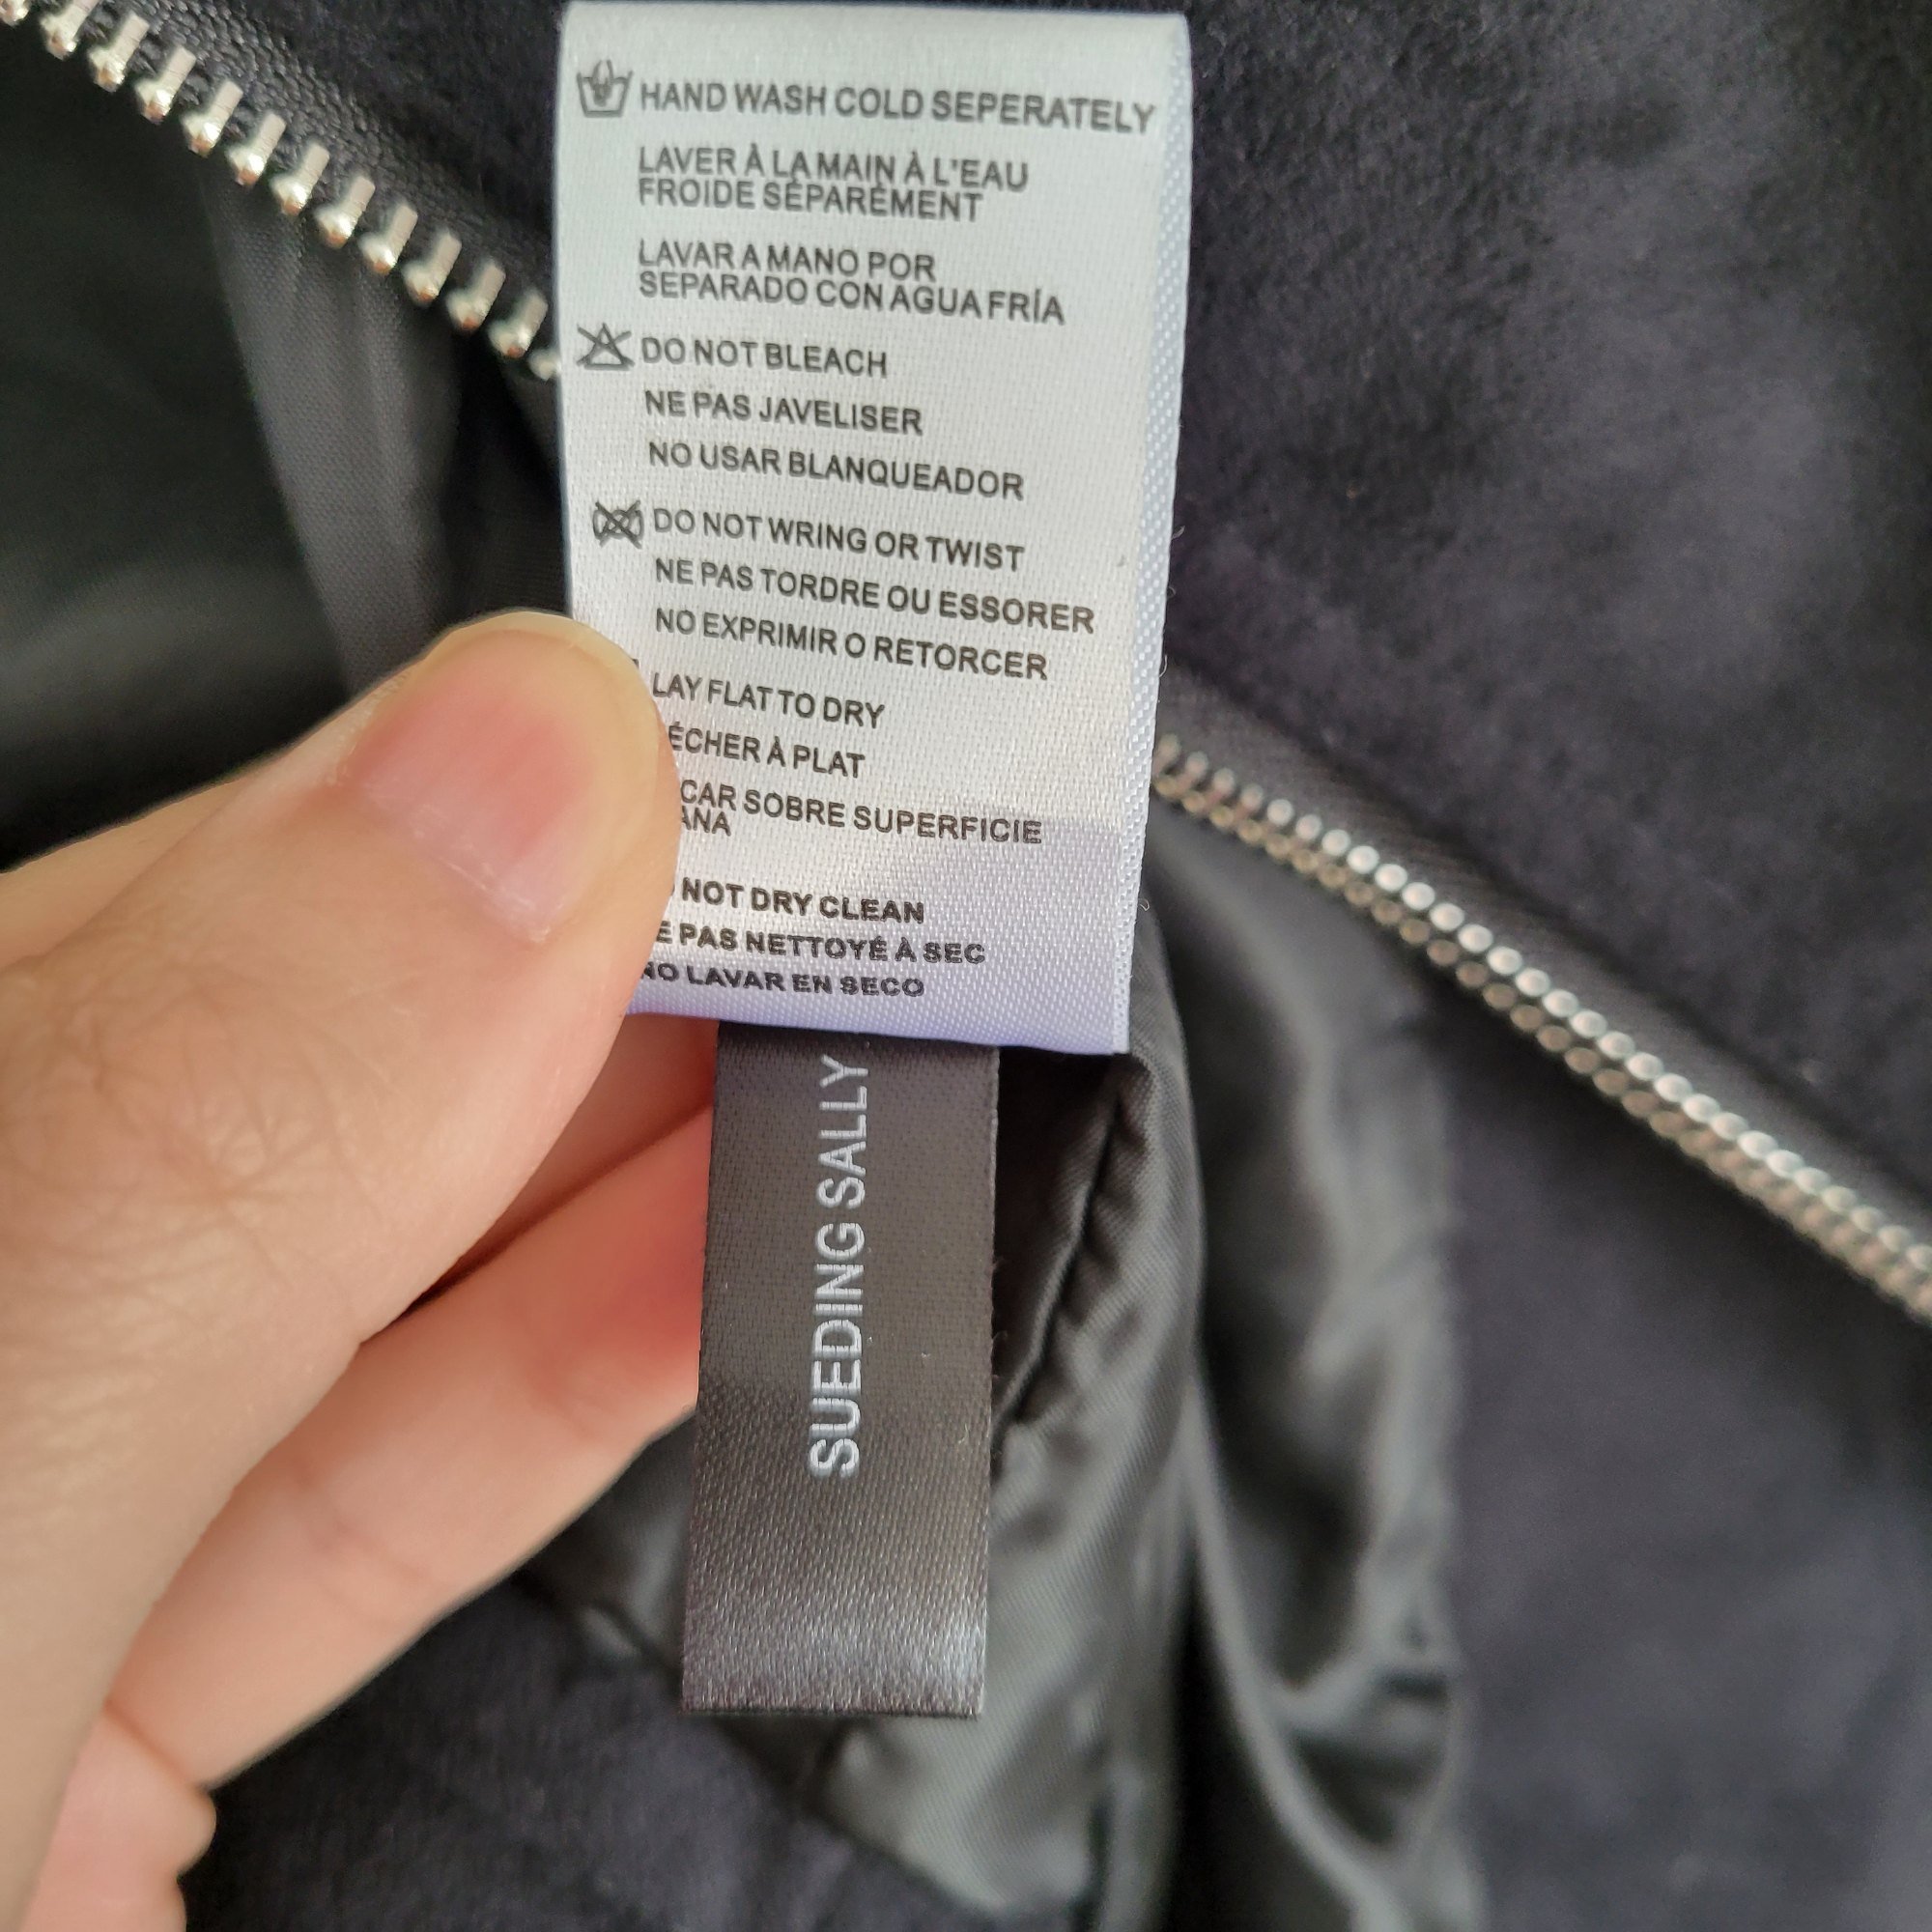 HAND WASH COLD SEPERATELY
LAVER À LA MAIN À L'EAU
FROIDE SÉPARÉMENT
LAVAR A MANO POR
SEPARADO CON AGUA FRÍA
DO NOT BLEACH
NE PAS JAVELISER
NO USAR BLANQUEADOR
DO NOT WRING OR TWIST
NE PAS TORDRE OU ESSORER
NO EXPRIMIR O RETORCER
LAY FLAT TO DRY
ÉCHER À PLAT
CAR SOBRE SUPERFICIE
ANA
NOT DRY CLEAN
E PAS NETTOYÉ À SEC
NO LAVAR EN SECO
SUEDING SALLY